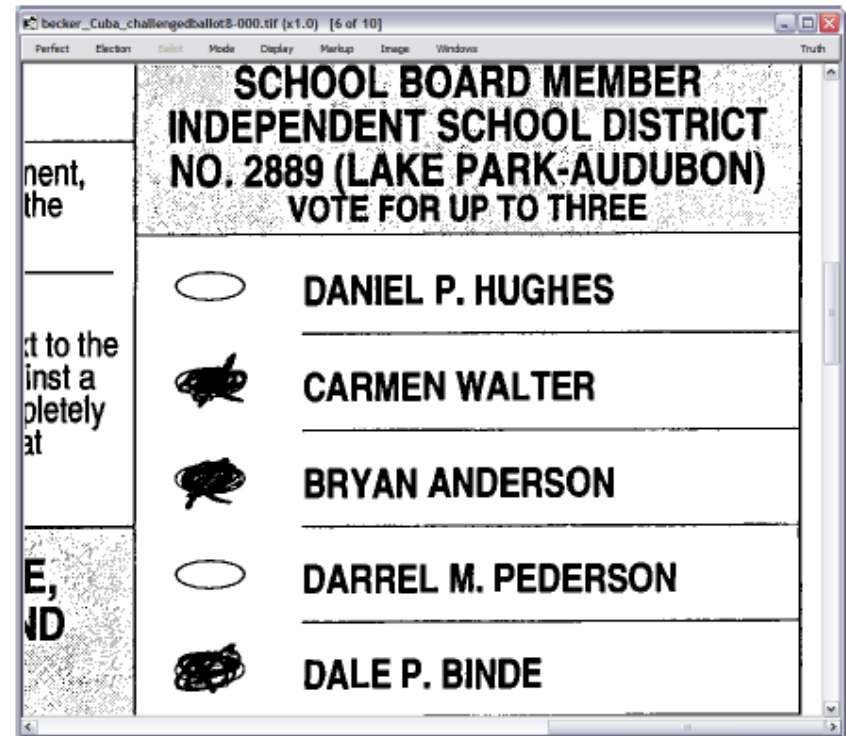 becker_Cuba_challengedballot8-000.tif (x1.0) [6 of 10]
Perfect Election Ballot Mode Display Markup Image Windows Truth
SCHOOL BOARD MEMBER
INDEPENDENT SCHOOL DISTRICT
NO. 2889 (LAKE PARK-AUDUBON)
VOTE FOR UP TO THREE
DANIEL P. HUGHES
CARMEN WALTER
BRYAN ANDERSON
DARREL M. PEDERSON
DALE P. BINDE
nent,
the
xt to the
inst a
pletely
at
E,
ND